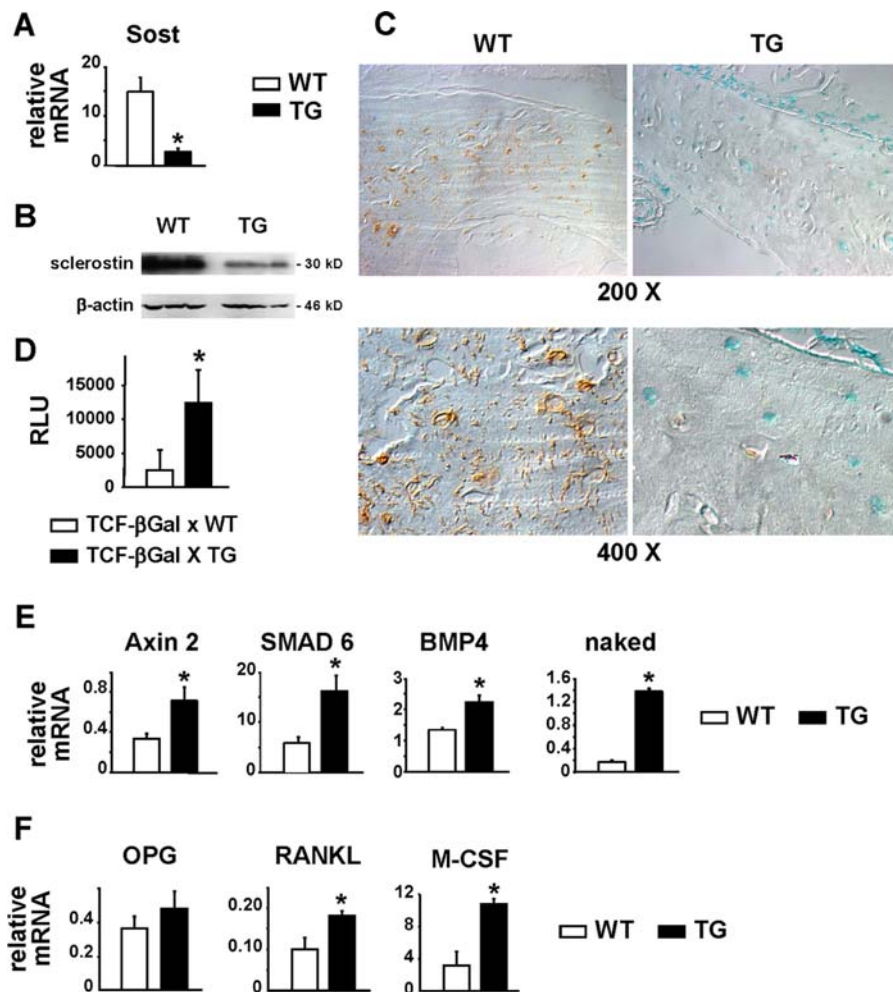 A
Sost
relative
mRNA
20
10
0
*
WT
TG
B
WT TG
sclerostin
- 30 kD
β-actin
- 46 kD
C
WT
TG
200 X
400 X
D
RLU
15000
10000
5000
0
*
TCF-βGal x WT
TCF-βGal X TG
E
relative
mRNA
Axin 2
0.8
0.4
0
*
SMAD 6
20
10
0
*
BMP4
3
2
1
0
*
naked
1.6
1.2
0.8
0.4
0
*
WT TG
F
relative
mRNA
OPG
0.4
0.2
0
RANKL
0.20
0.10
0
*
M-CSF
12
8
4
0
*
WT TG